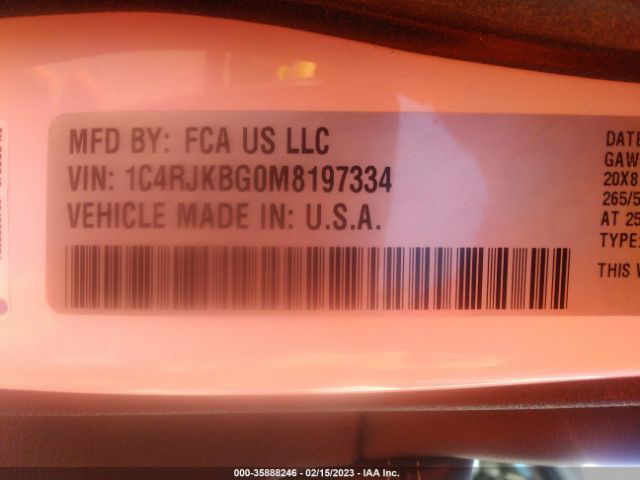 MFD BY: FCA US LLC
VIN: 1C4RJKBG0M8197334
VEHICLE MADE IN: U.S.A.
DATE
GAW
20X8
265/5
AT 25
TYPE:
THIS V
000-35888246 - 02/15/2023 - IAA Inc.